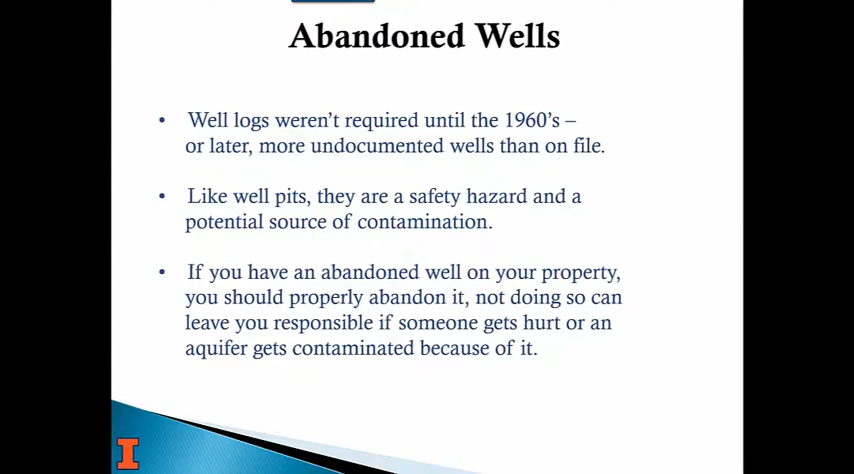 Abandoned Wells
• Well logs weren't required until the 1960's –
or later, more undocumented wells than on file.
• Like well pits, they are a safety hazard and a
potential source of contamination.
• If you have an abandoned well on your property,
you should properly abandon it, not doing so can
leave you responsible if someone gets hurt or an
aquifer gets contaminated because of it.
I